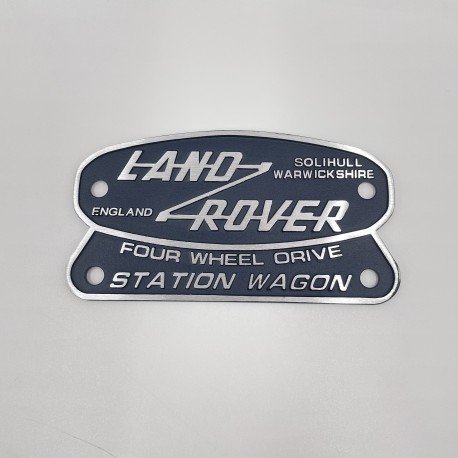 LAND
SOLIHULL
WARWICKSHIRE
ENGLAND
ROVER
FOUR WHEEL DRIVE
STATION WAGON